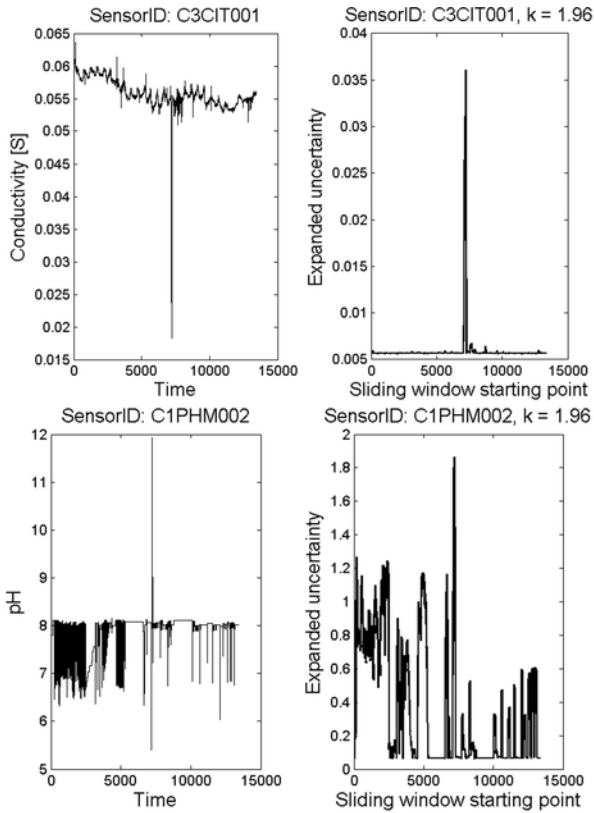 SensorID: C3CIT001
0.065
0.06
0.055
0.05
0.045
0.04
0.035
0.03
0.025
0.02
0.015
Conductivity [S]
0 5000 10000 15000
Time
SensorID: C3CIT001, k = 1.96
0.04
0.035
0.03
0.025
0.02
0.015
0.01
0.005
Expanded uncertainty
0 5000 10000 15000
Sliding window starting point
SensorID: C1PHM002
12
11
10
9
8
7
6
5
pH
0 5000 10000 15000
Time
SensorID: C1PHM002, k = 1.96
2
1.8
1.6
1.4
1.2
1
0.8
0.6
0.4
0.2
0
Expanded uncertainty
0 5000 10000 15000
Sliding window starting point